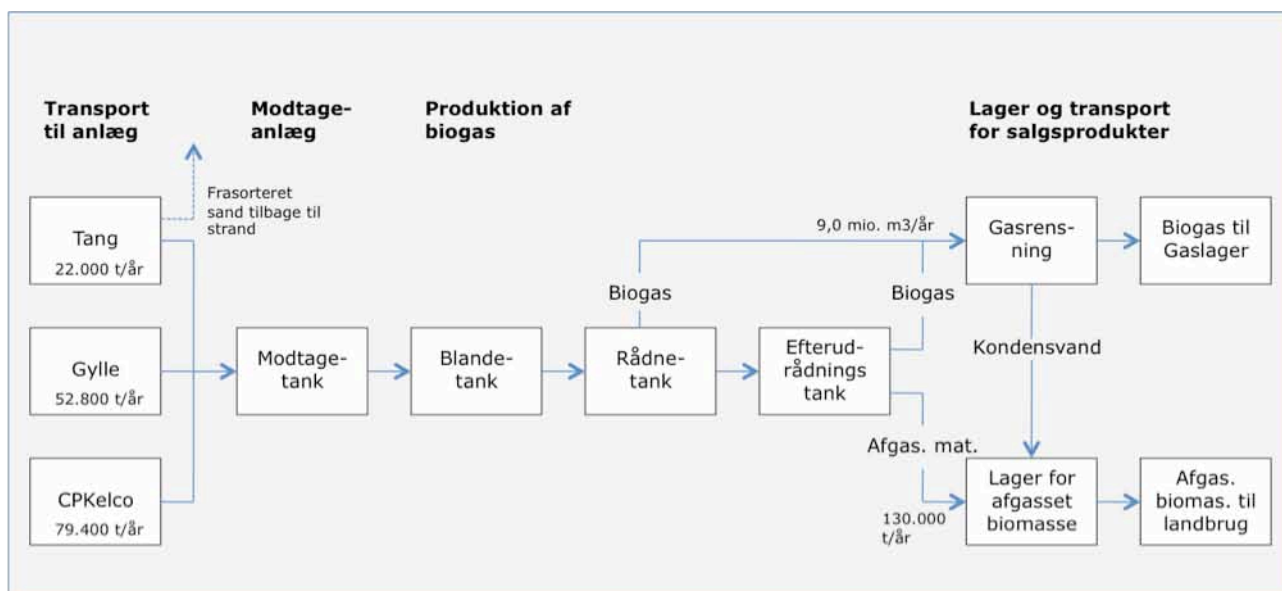 Transport
til anlæg
Modtage-
anlæg
Produktion af
biogas
Lager og transport
for salgsprodukter
Frasorteret
sand tilbage til
strand
Tang
22.000 t/år
Gylle
52.800 t/år
CPKelco
79.400 t/år
Modtage-
tank
Blande-
tank
Biogas
Rådne-
tank
Efterud-
rådnings
tank
9,0 mio. m3/år
Biogas
Afgas. mat.
130.000
t/år
Gasrens-
ning
Biogas til
Gaslager
Kondensvand
Lager for
afgasset
biomasse
Afgas.
biomas. til
landbrug